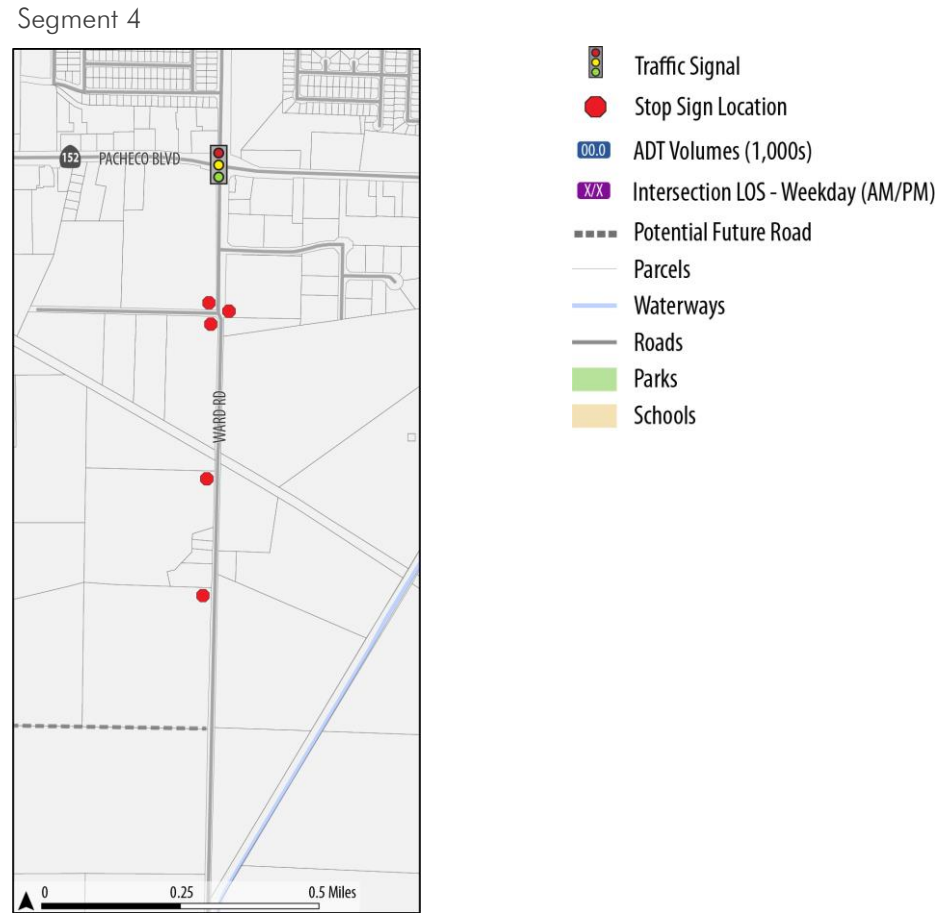 Segment 4
152 PACHECO BLVD
WARD RD
0 0.25 0.5 Miles
Traffic Signal
Stop Sign Location
00.0 ADT Volumes (1,000s)
X/X Intersection LOS - Weekday (AM/PM)
Potential Future Road
Parcels
Waterways
Roads
Parks
Schools